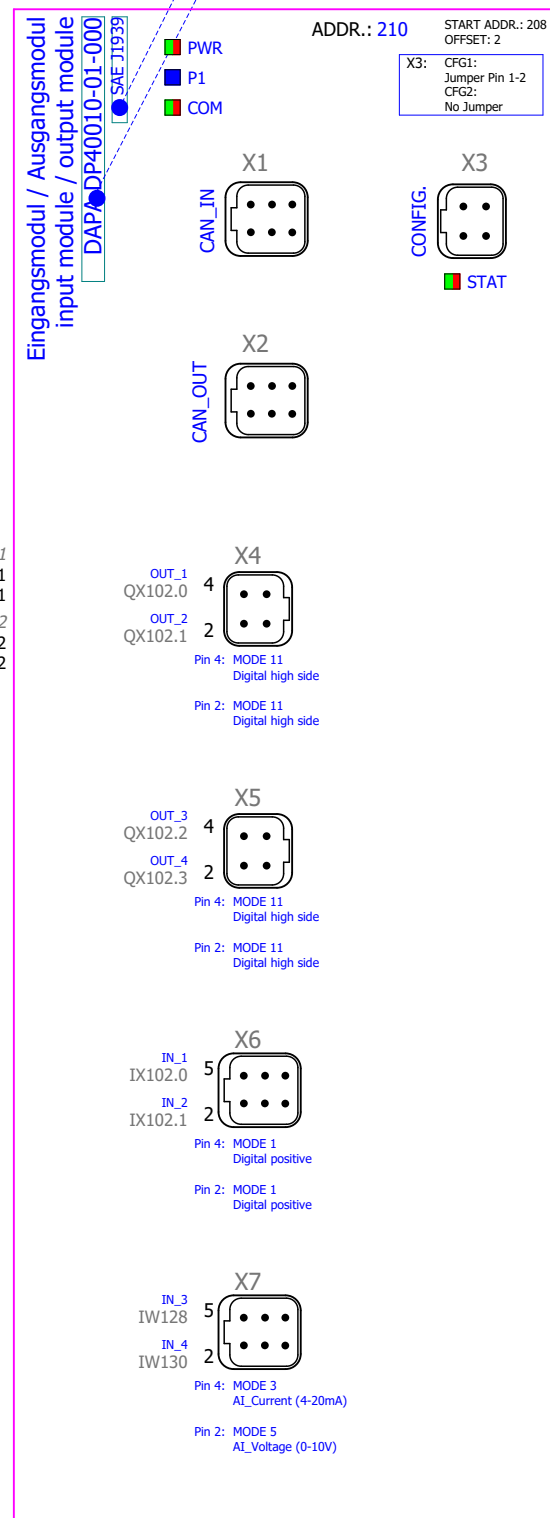 Eingangsmodul / Ausgangsmodul
input module / output module
SAE J1939
PWR
P1
COM
ADDR.: 210
START ADDR.: 208
OFFSET: 2
X3: CFG1:
Jumper Pin 1-2
CFG2:
No Jumper
X1
CAN_IN
X3
CONFIG.
STAT
X2
CAN_OUT
1
1
1
2
2
2
X4
OUT_1
QX102.0
4
OUT_2
QX102.1
2
Pin 4: MODE 11
Digital high side
Pin 2: MODE 11
Digital high side
X5
OUT_3
QX102.2
4
OUT_4
QX102.3
2
Pin 4: MODE 11
Digital high side
Pin 2: MODE 11
Digital high side
X6
IN_1
IX102.0
5
IN_2
IX102.1
2
Pin 4: MODE 1
Digital positive
Pin 2: MODE 1
Digital positive
X7
IN_3
IW128
5
IN_4
IW130
2
Pin 4: MODE 3
AI_Current (4-20mA)
Pin 2: MODE 5
AI_Voltage (0-10V)